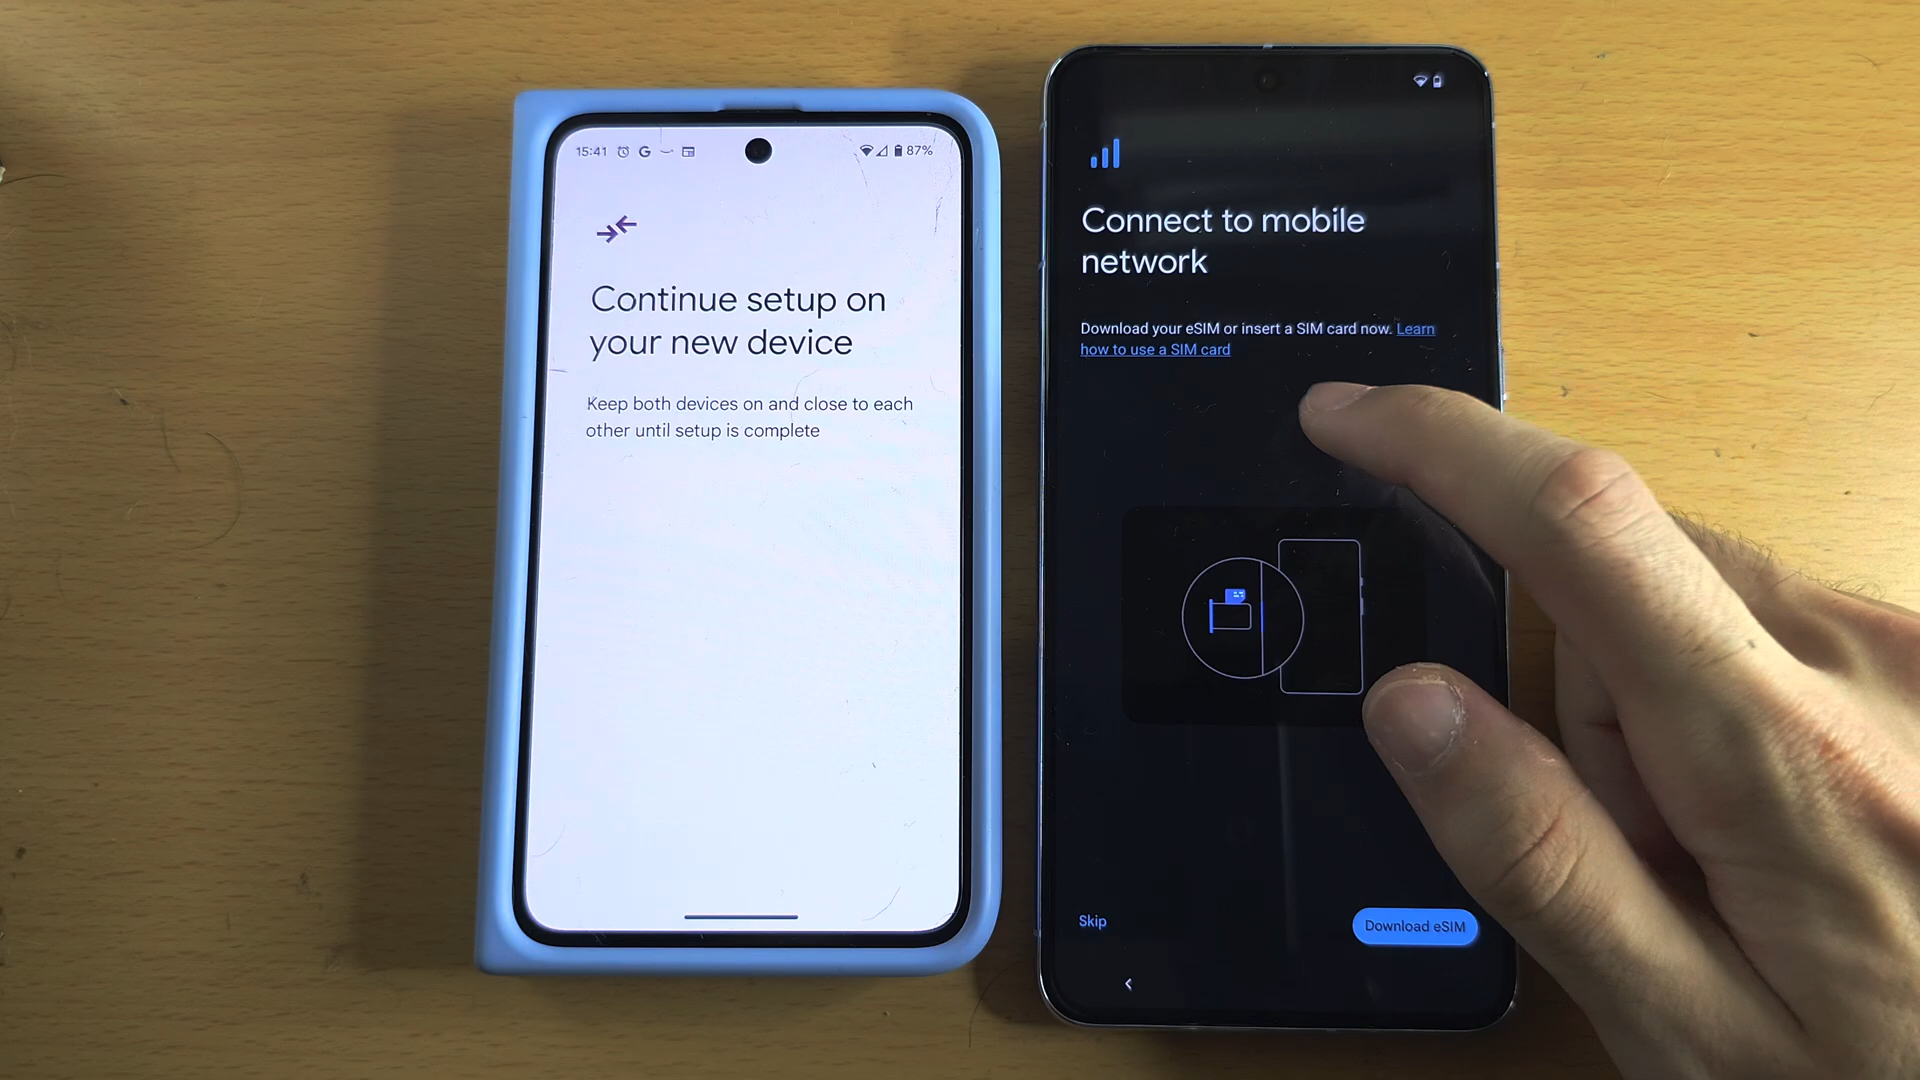 15:41 G 87%
Continue setup on
your new device
Keep both devices on and close to each
other until setup is complete
Connect to mobile
network
Download your eSIM or insert a SIM card now. Learn
how to use a SIM card
Skip
Download eSIM